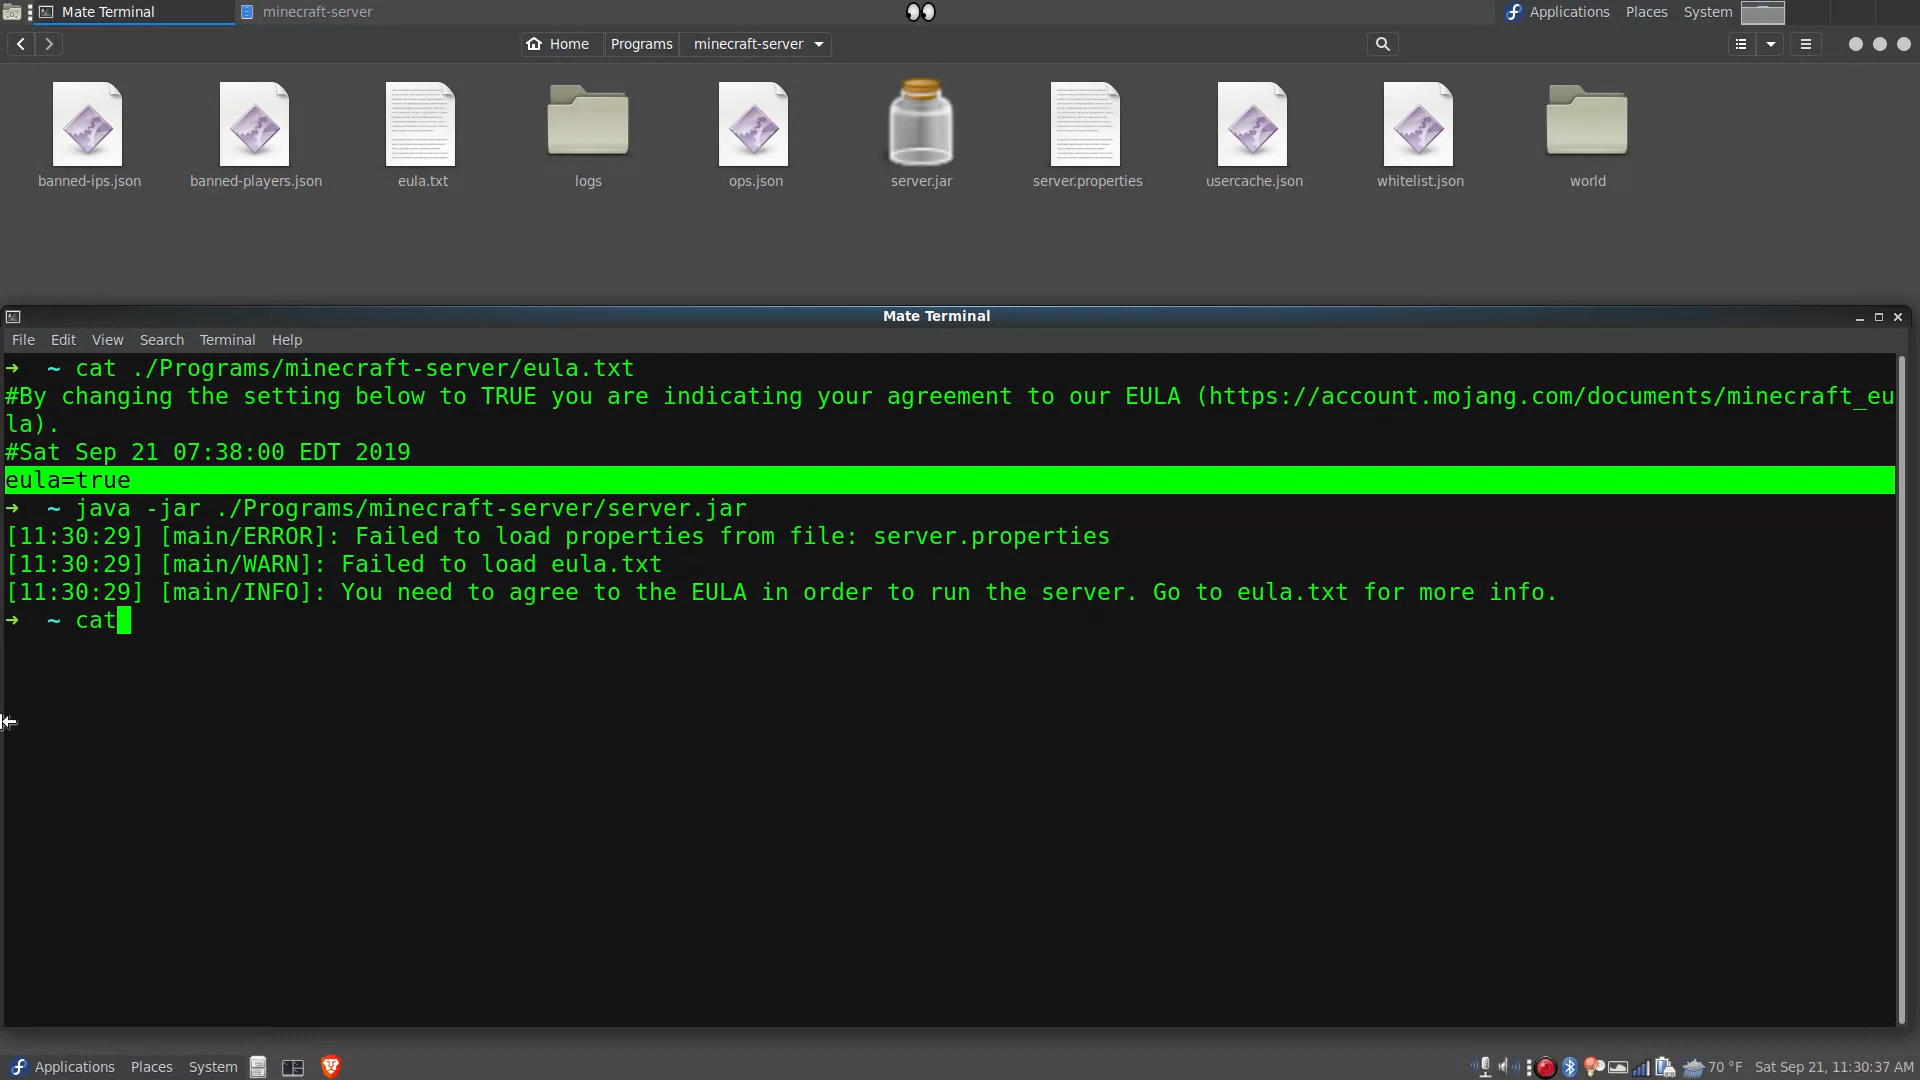 Mate Terminal
minecraft-server
Applications
Places
System
Home
Programs
minecraft-server
banned-ips.json
banned-players.json
eula.txt
logs
ops.json
server.jar
server.properties
usercache.json
whitelist.json
world
Mate Terminal
File Edit View Search Terminal Help
➜ ~ cat ./Programs/minecraft-server/eula.txt
#By changing the setting below to TRUE you are indicating your agreement to our EULA (https://account.mojang.com/documents/minecraft_eu
la).
#Sat Sep 21 07:38:00 EDT 2019
eula=true
➜ ~ java -jar ./Programs/minecraft-server/server.jar
[11:30:29] [main/ERROR]: Failed to load properties from file: server.properties
[11:30:29] [main/WARN]: Failed to load eula.txt
[11:30:29] [main/INFO]: You need to agree to the EULA in order to run the server. Go to eula.txt for more info.
➜ ~ cat
Applications
Places
System
70 °F
Sat Sep 21, 11:30:37 AM